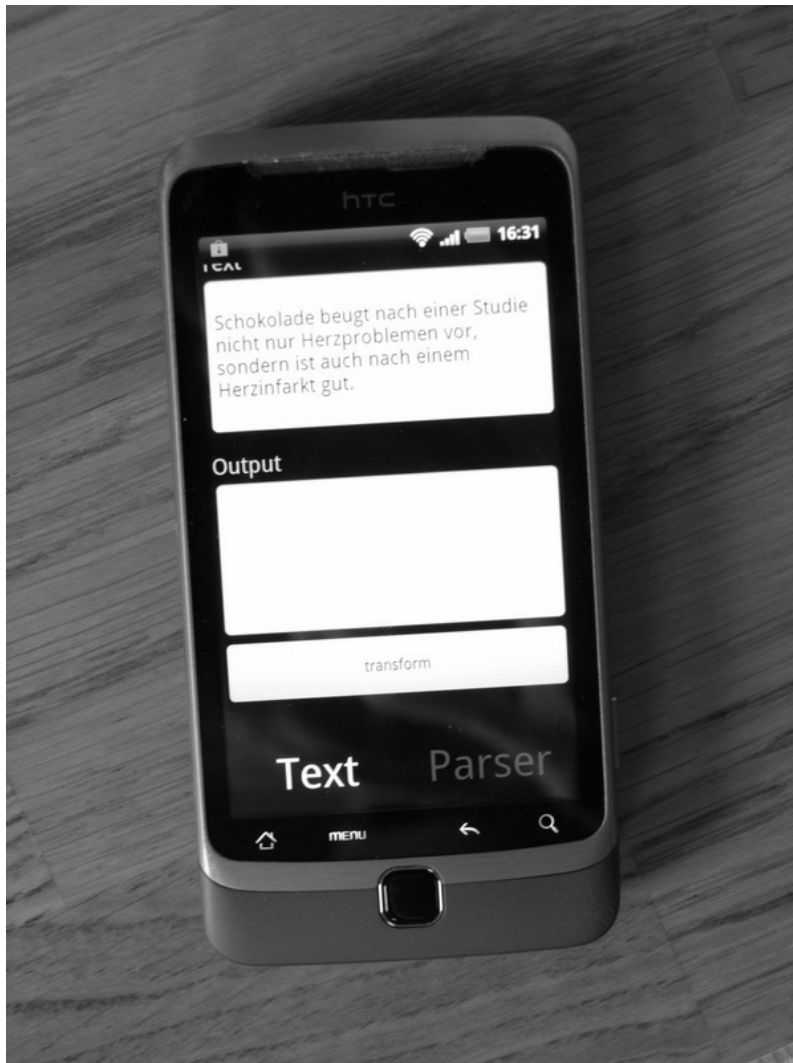 htc
16:31
Text
Schokolade beugt nach einer Studie
nicht nur Herzproblemen vor,
sondern ist auch nach einem
Herzinfarkt gut.
Output
transform
Text Parser
menu